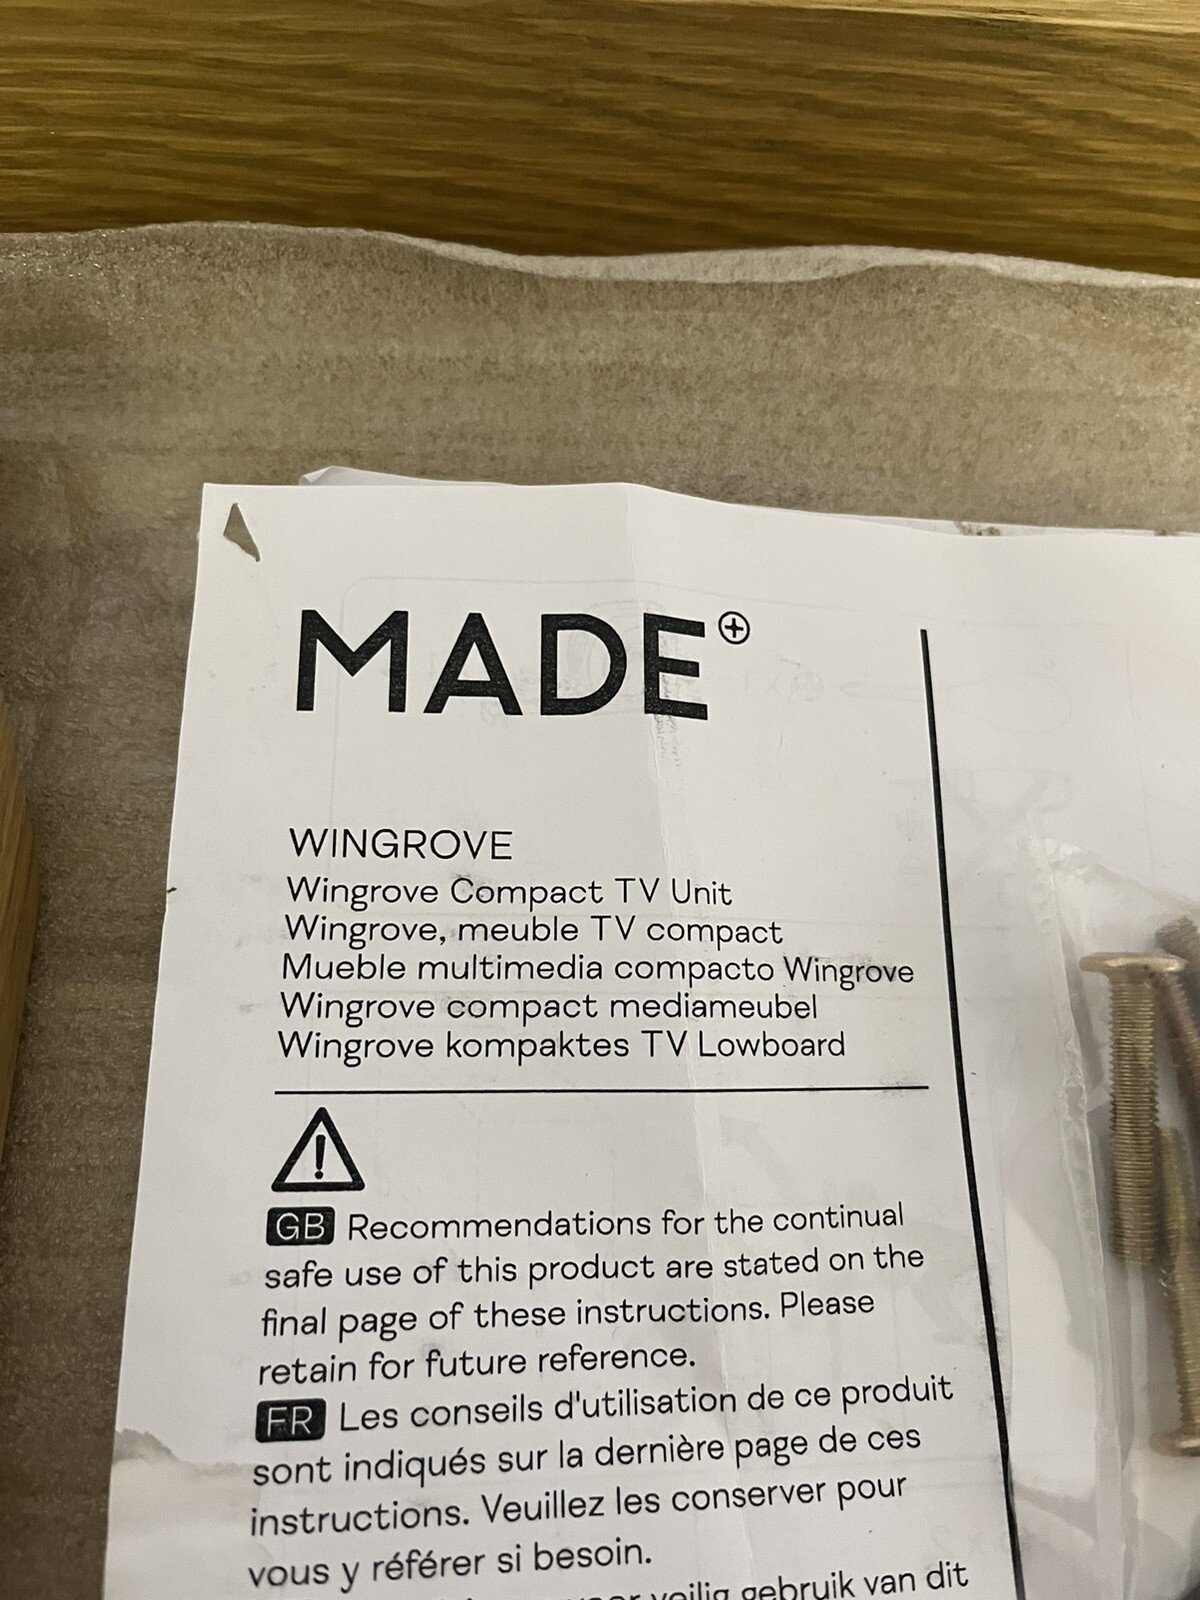 MADE
WINGROVE
Wingrove Compact TV Unit
Wingrove, meuble TV compact
Mueble multimedia compacto Wingrove
Wingrove compact mediameubel
Wingrove kompaktes TV Lowboard
GB Recommendations for the continual
safe use of this product are stated on the
final page of these instructions. Please
retain for future reference.
FR Les conseils d'utilisation de ce produit
sont indiqués sur la dernière page de ces
instructions. Veuillez les conserver pour
vous y référer si besoin.
veilig gebruik van dit